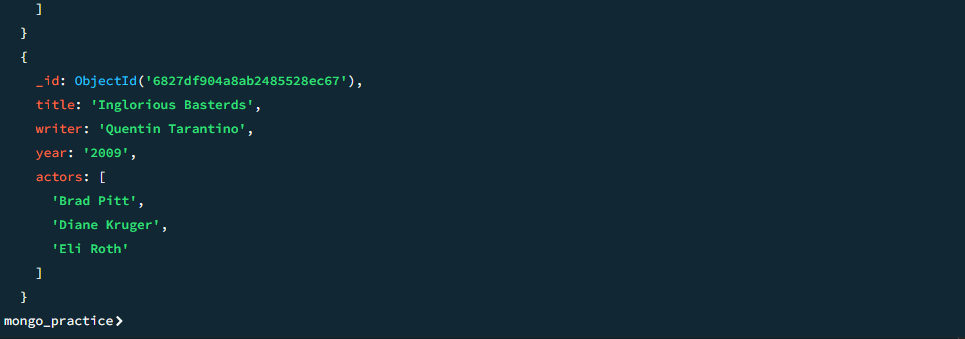 ]
}
{
_id: ObjectId('6827df904a8ab2485528ec67'),
title: 'Inglorious Basterds',
writer: 'Quentin Tarantino',
year: '2009',
actors: [
'Brad Pitt',
'Diane Kruger',
'Eli Roth'
]
}
mongo_practice>